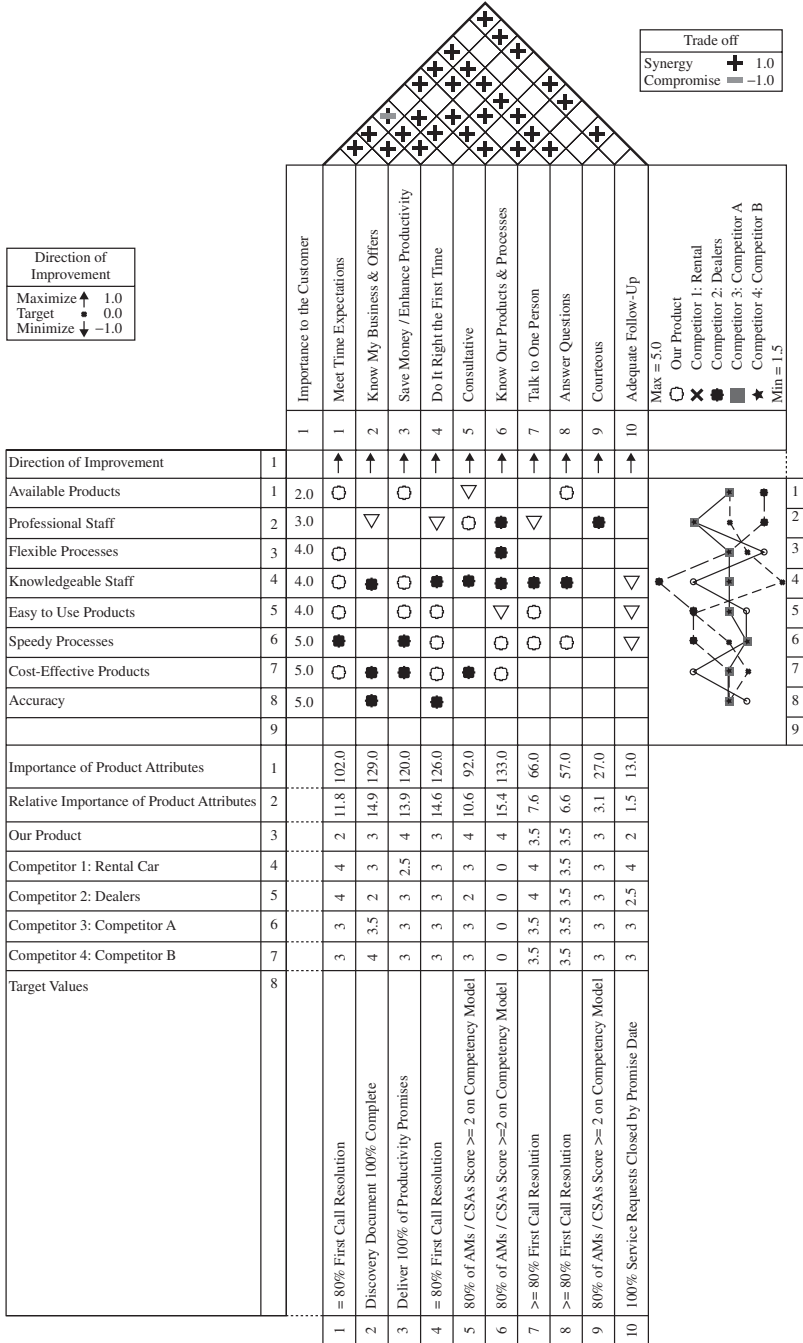 Trade off
Synergy 1.0
Compromise −1.0
Direction of
Improvement
Maximize 1.0
Target 0.0
Minimize −1.0
Importance to the Customer
Meet Time Expectations
Know My Business & Offers
Save Money / Enhance Productivity
Do It Right the First Time
Consultative
Know Our Products & Processes
Talk to One Person
Answer Questions
Courteous
Adequate Follow-Up
Max = 5.0
Our Product
Competitor 1: Rental
Competitor 2: Dealers
Competitor 3: Competitor A
Competitor 4: Competitor B
Min = 1.5
1 1 2 3 4 5 6 7 8 9 10
Direction of Improvement 1
Available Products 1 2.0 1
Professional Staff 2 3.0 2
Flexible Processes 3 4.0 3
Knowledgeable Staff 4 4.0 4
Easy to Use Products 5 4.0 5
Speedy Processes 6 5.0 6
Cost-Effective Products 7 5.0 7
Accuracy 8 5.0 8
9 9
Importance of Product Attributes 1 102.0 129.0 120.0 126.0 92.0 133.0 66.0 57.0 27.0 13.0
Relative Importance of Product Attributes 2 11.8 14.9 13.9 14.6 10.6 15.4 7.6 6.6 3.1 1.5
Our Product 3 2 3 4 3 4 4 3.5 3.5 3 2
Competitor 1: Rental Car 4 4 3 2.5 3 3 0 4 3.5 3 4
Competitor 2: Dealers 5 4 2 3 3 2 0 4 3.5 3 2.5
Competitor 3: Competitor A 6 3 3.5 3 3 3 0 3.5 3.5 3 3
Competitor 4: Competitor B 7 3 4 3 3 3 0 3.5 3.5 3 3
Target Values 8
= 80% First Call Resolution
Discovery Document 100% Complete
Deliver 100% of Productivity Promises
= 80% First Call Resolution
80% of AMs / CSAs Score >= 2 on Competency Model
80% of AMs / CSAs Score >=2 on Competency Model
>= 80% First Call Resolution
>= 80% First Call Resolution
80% of AMs / CSAs Score >= 2 on Competency Model
100% Service Requests Closed by Promise Date
1 2 3 4 5 6 7 8 9 10